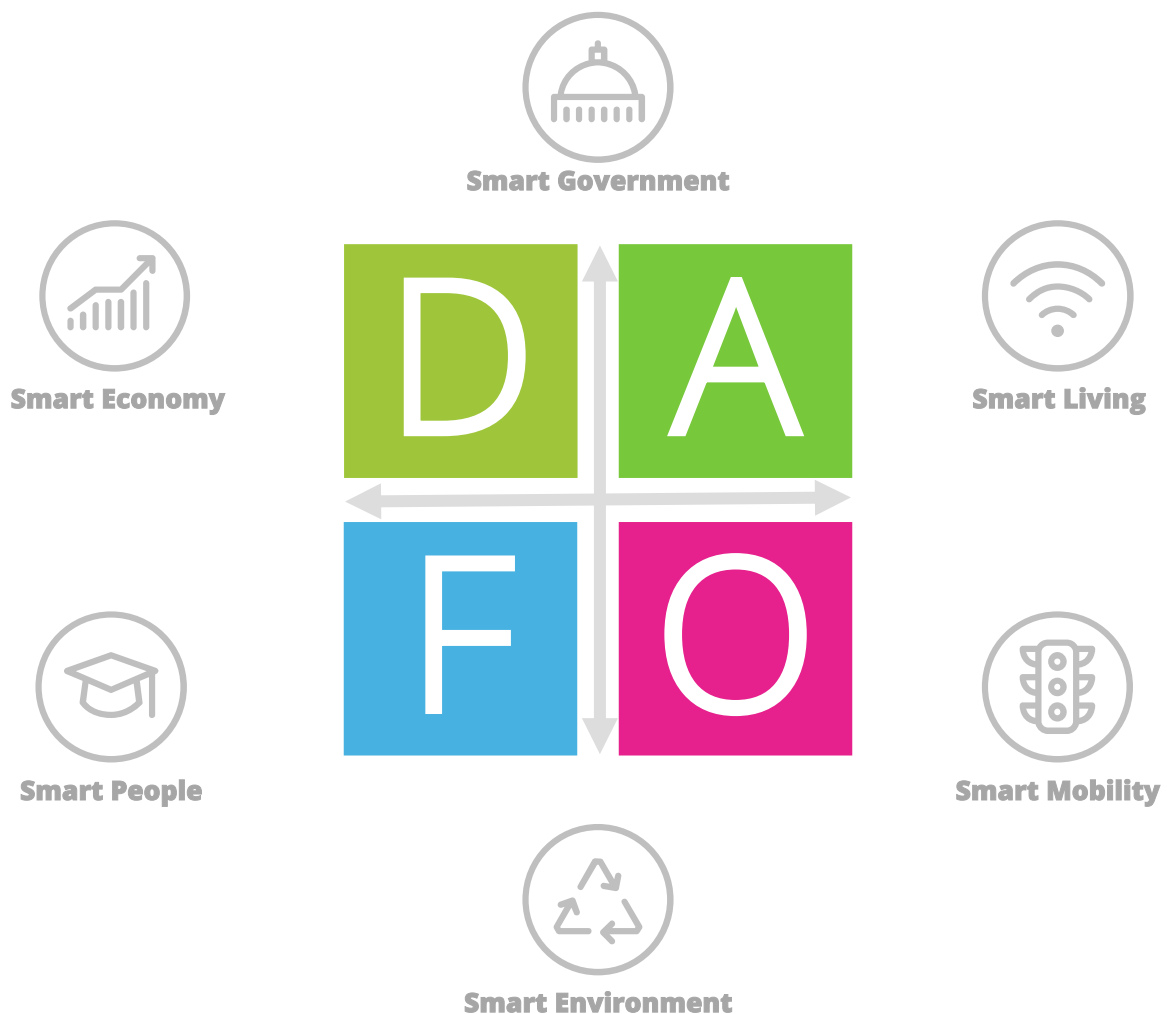 Smart Government
Smart Economy
Smart Living
D A
F O
Smart People
Smart Mobility
Smart Environment